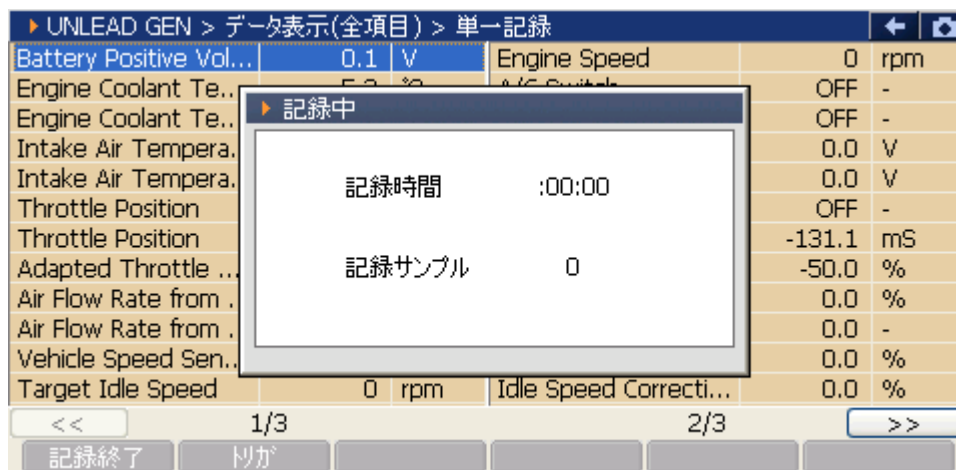 UNLEAD GEN > データ表示(全項目) > 単一記録
Battery Positive Vol... 0.1 V Engine Speed 0 rpm
Engine Coolant Te... OFF -
Engine Coolant Te... OFF -
Intake Air Tempera. 0.0 V
Intake Air Tempera. 0.0 V
Throttle Position OFF -
Throttle Position -131.1 mS
Adapted Throttle ... -50.0 %
Air Flow Rate from . 0.0 %
Air Flow Rate from . 0.0 -
Vehicle Speed Sen.. 0.0 %
Target Idle Speed 0 rpm Idle Speed Correcti... 0.0 %
記録中
記録時間 :00:00
記録サンプル 0
<< 1/3 2/3 >>
記録終了 トリガ